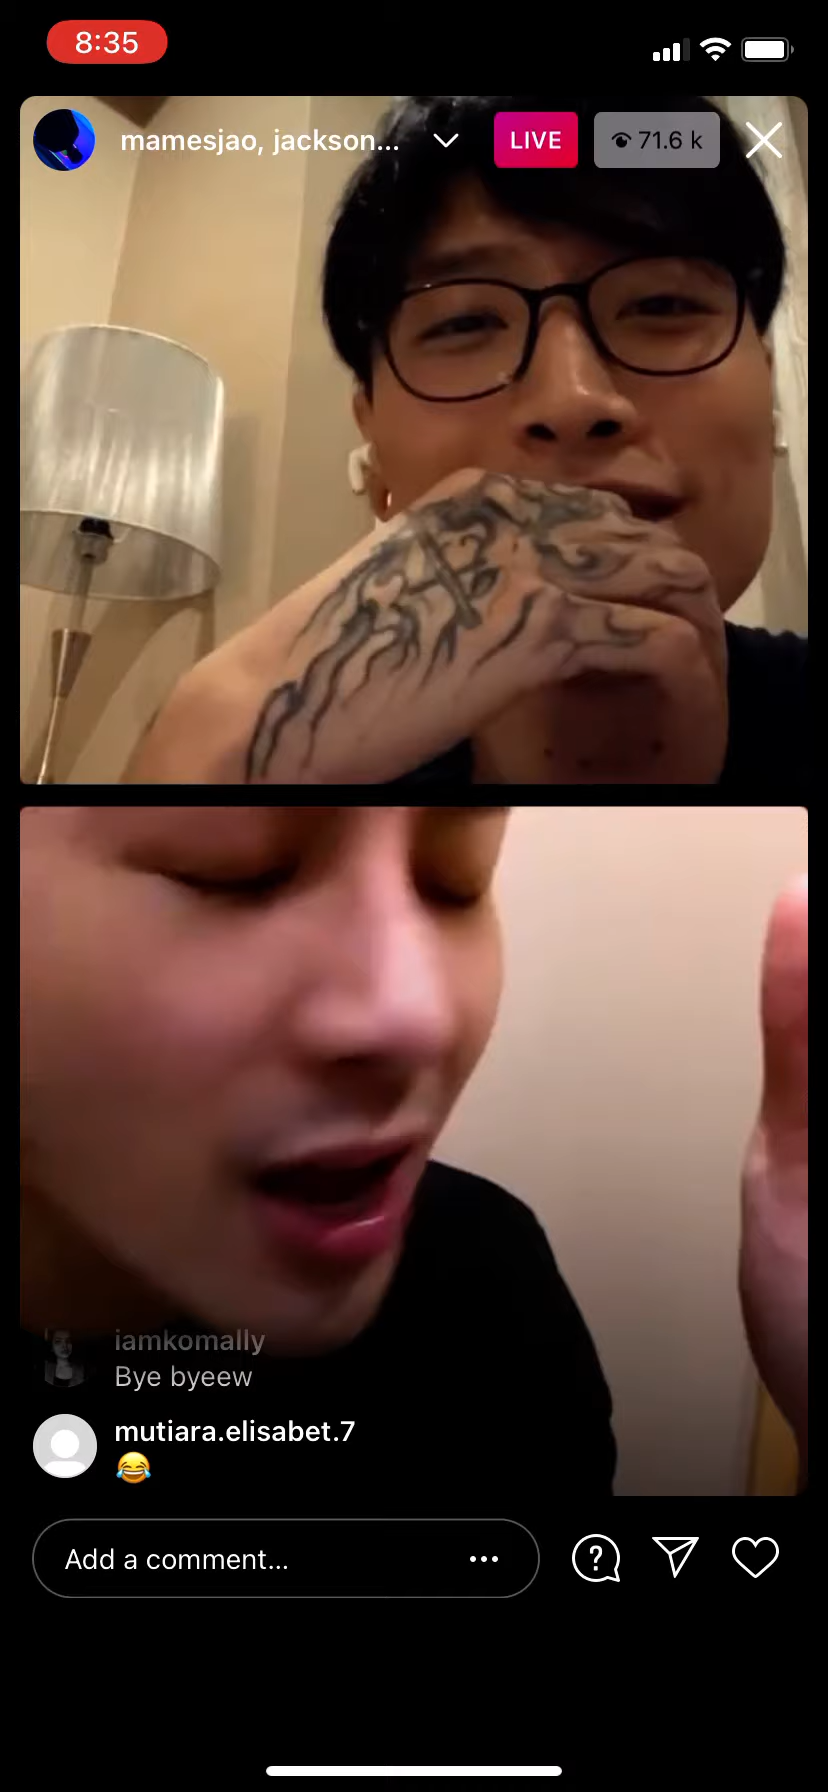 8:35
mamesjao, jackson...
LIVE
71.6 k
iamkomally
Bye byeew
mutiara.elisabet.7
😂
Add a comment...